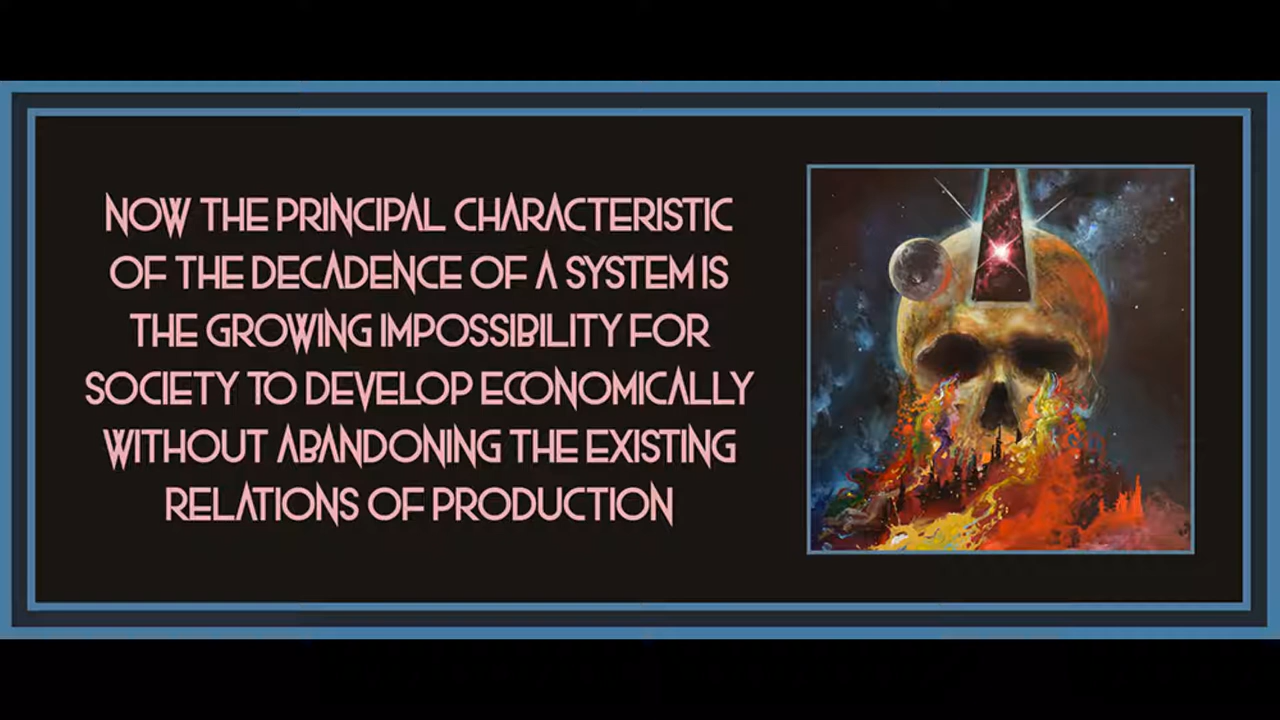 NOW THE PRINCIPAL CHARACTERISTIC
OF THE DECADENCE OF A SYSTEM IS
THE GROWING IMPOSSIBILITY FOR
SOCIETY TO DEVELOP ECONOMICALLY
WITHOUT ABANDONING THE EXISTING
RELATIONS OF PRODUCTION